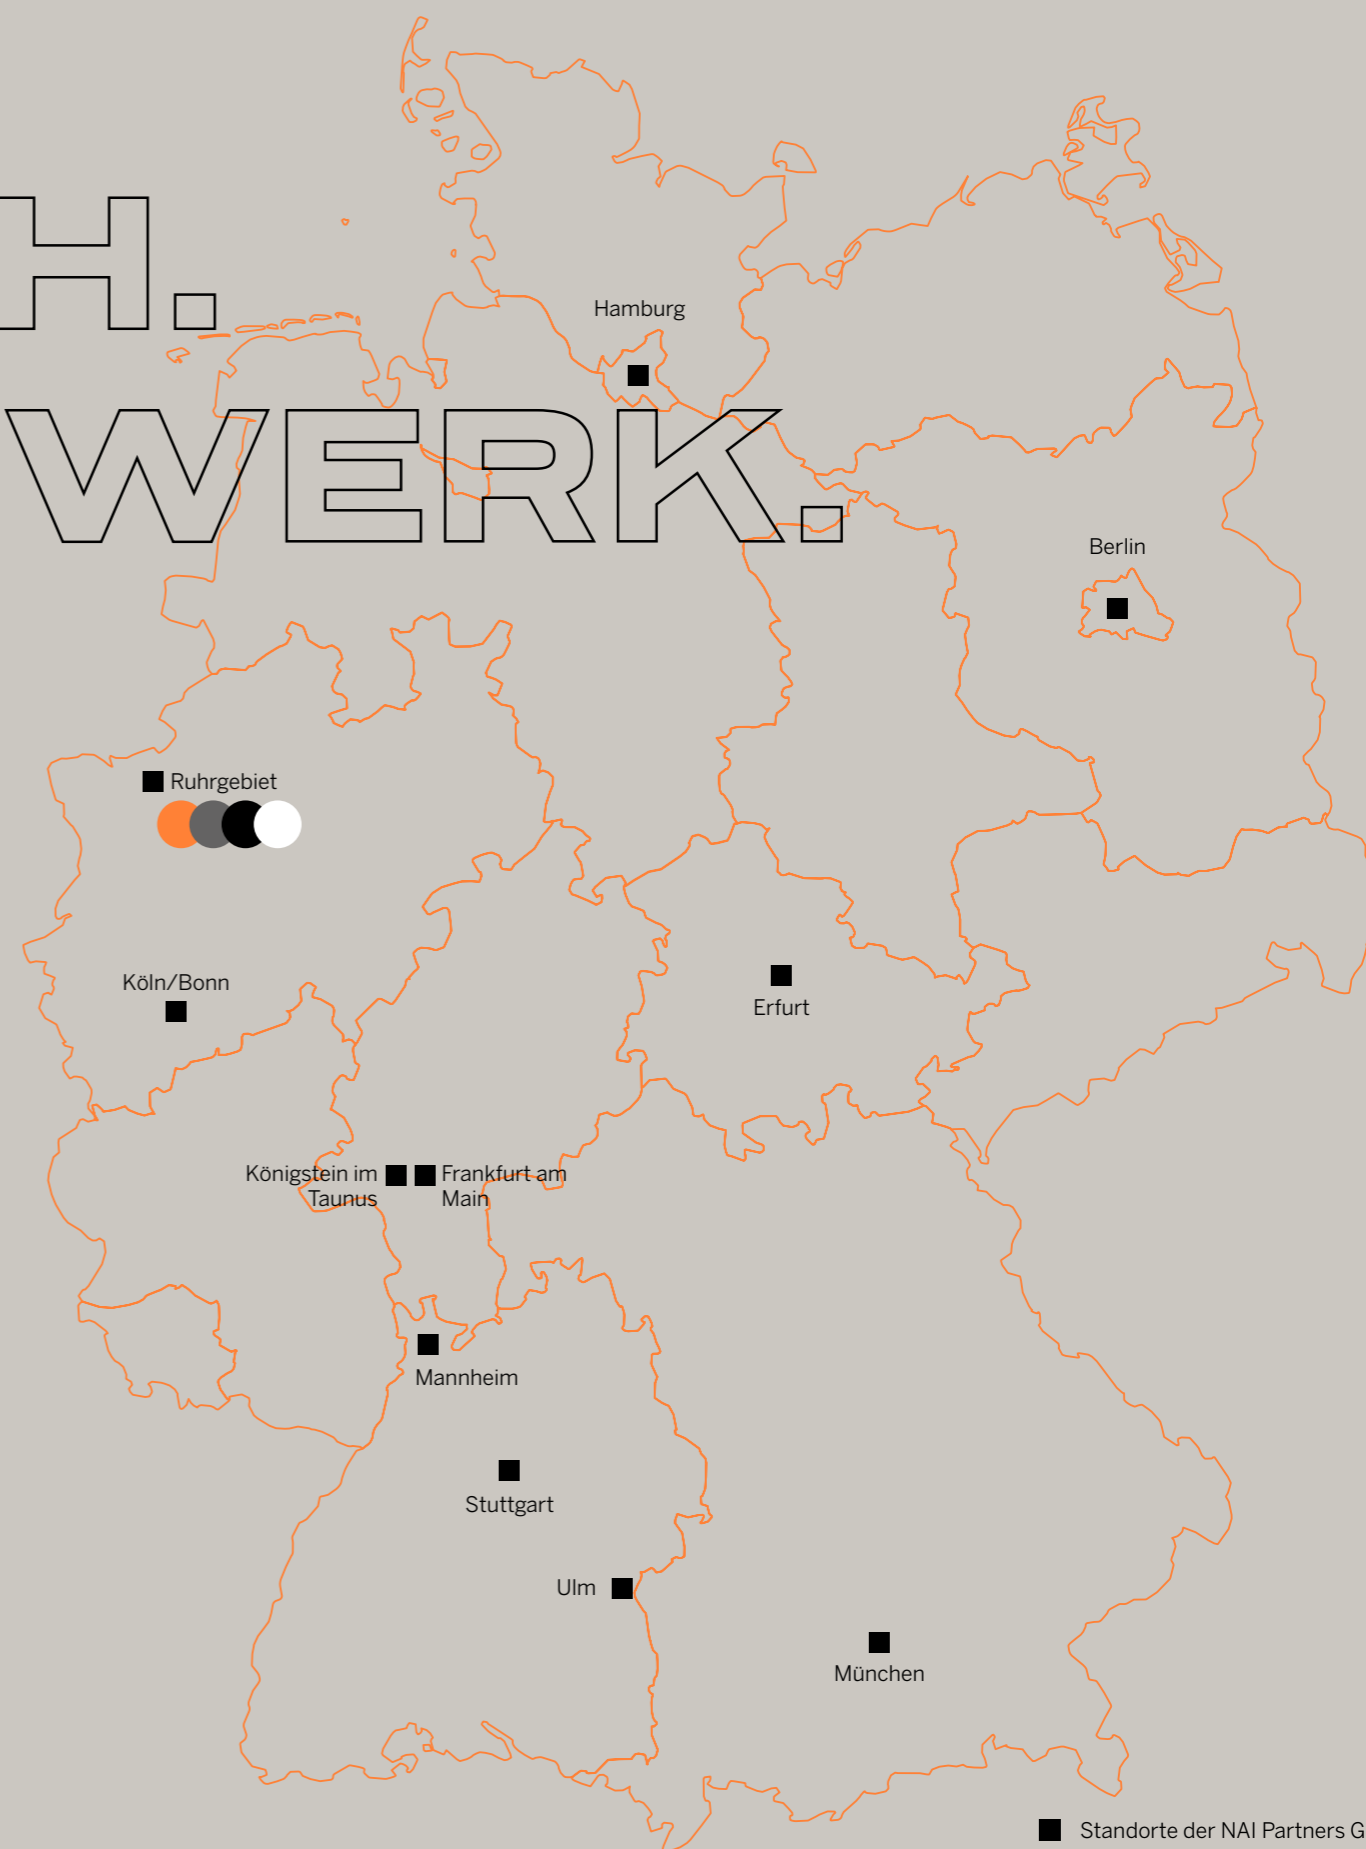 H.
WERK.
Hamburg
Berlin
Ruhrgebiet
Köln/Bonn
Erfurt
Königstein im
Taunus
Frankfurt am
Main
Mannheim
Stuttgart
Ulm
München
Standorte der NAI Partners G